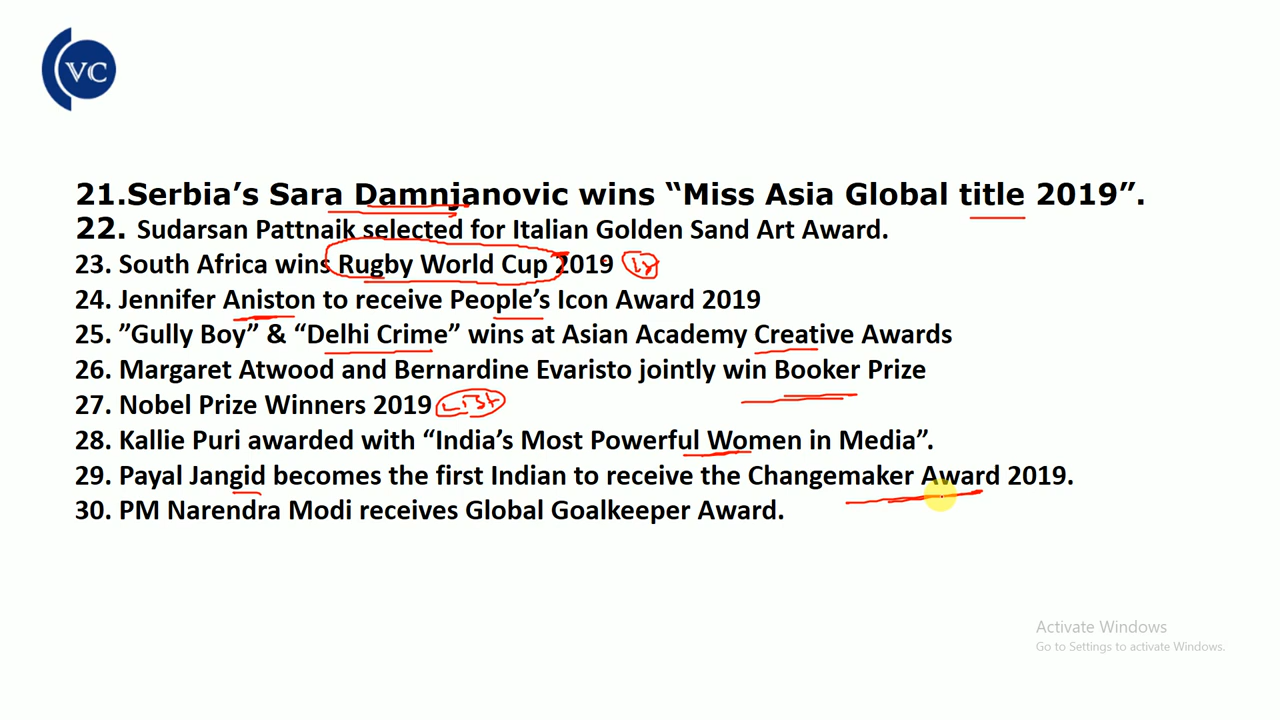 VC
21.Serbia’s Sara Damnjanovic wins “Miss Asia Global title 2019”.
22. Sudarsan Pattnaik selected for Italian Golden Sand Art Award.
23. South Africa wins Rugby World Cup 2019
24. Jennifer Aniston to receive People’s Icon Award 2019
25. ”Gully Boy” & “Delhi Crime” wins at Asian Academy Creative Awards
26. Margaret Atwood and Bernardine Evaristo jointly win Booker Prize
27. Nobel Prize Winners 2019 LIST
28. Kallie Puri awarded with “India’s Most Powerful Women in Media”.
29. Payal Jangid becomes the first Indian to receive the Changemaker Award 2019.
30. PM Narendra Modi receives Global Goalkeeper Award.
Activate Windows
Go to Settings to activate Windows.